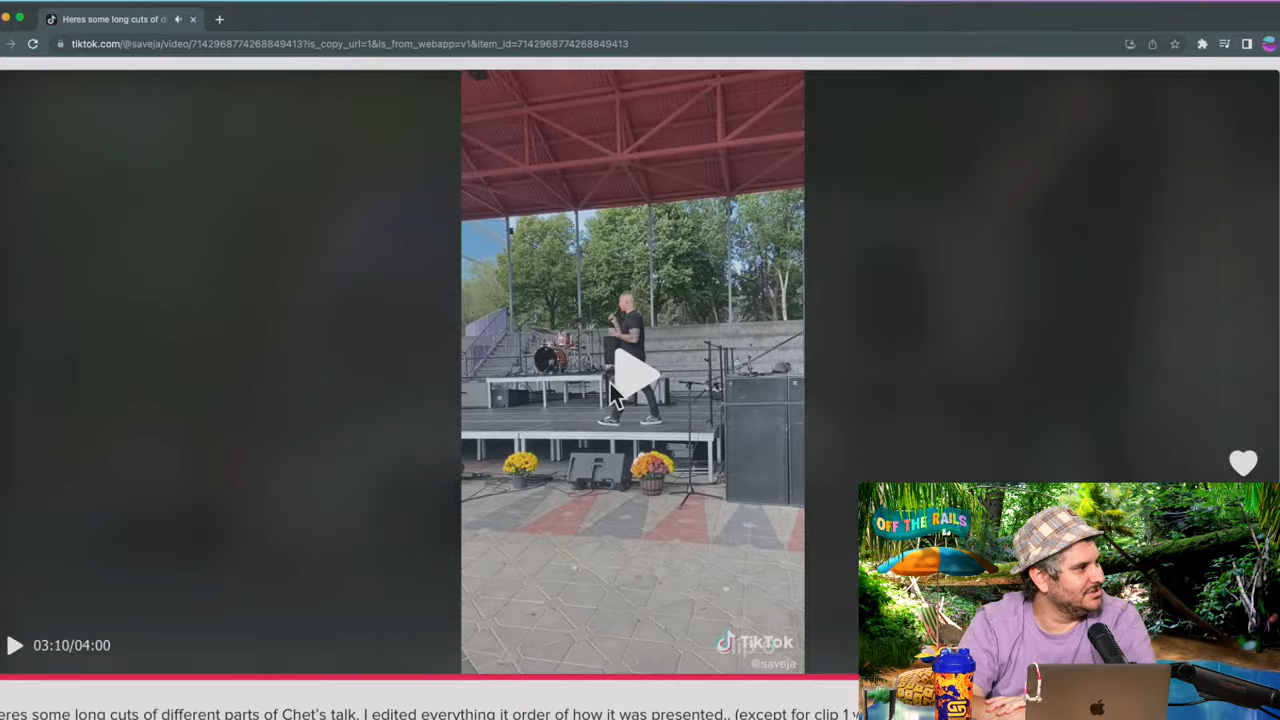 Heres some long cuts of di
tiktok.com/@saveja/video/7142968774268849413?is_copy_url=1&is_from_webapp=v1&item_id=7142968774268849413
OFF THE RAILS
03:10/04:00
TikTok
@saveja
eres some long cuts of different parts of Chet's talk. I edited everything it order of how it was presented.. (except for clip 1